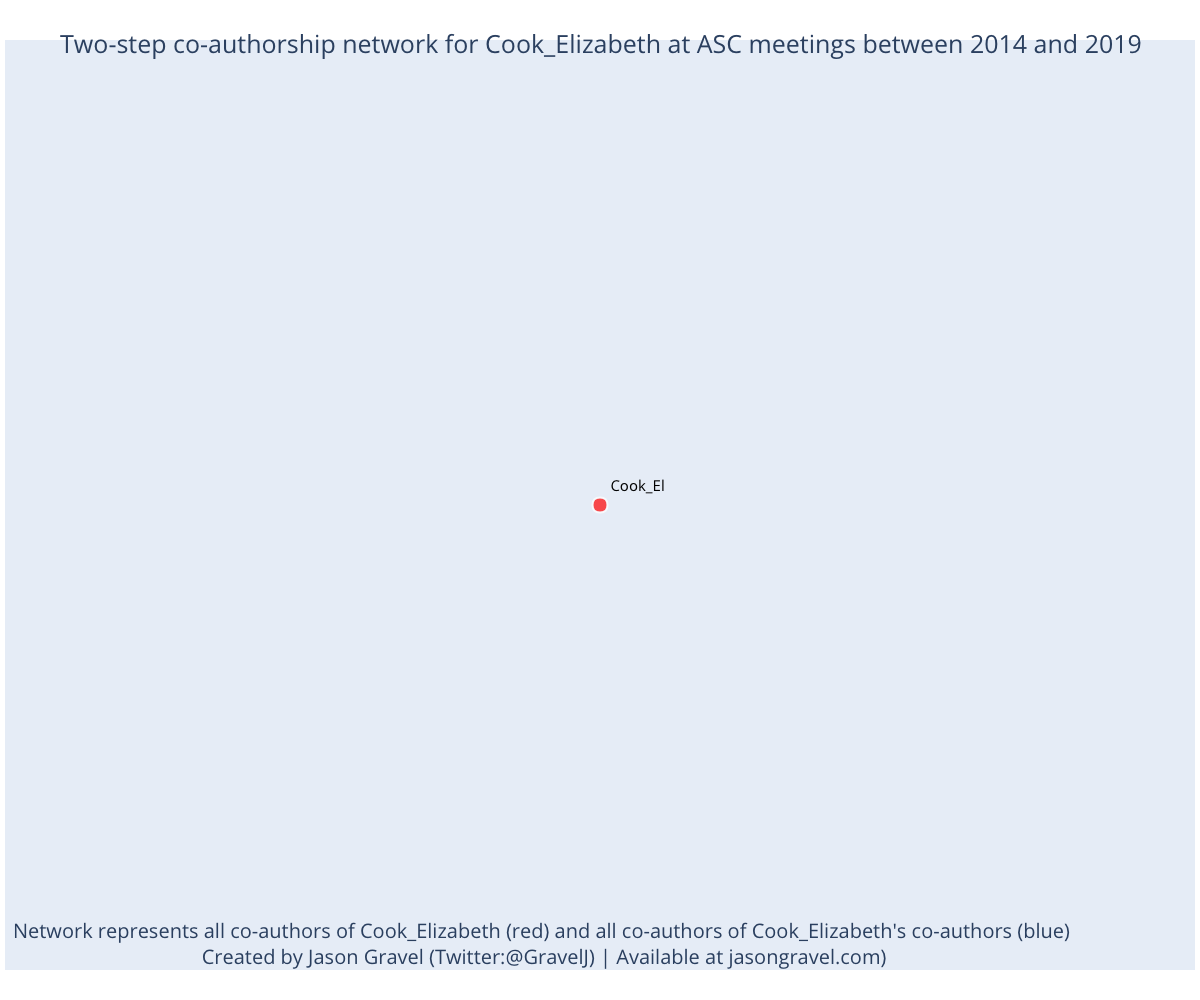 Two-step co-authorship network for Cook_Elizabeth at ASC meetings between 2014 and 2019
Cook_El
Network represents all co-authors of Cook_Elizabeth (red) and all co-authors of Cook_Elizabeth's co-authors (blue)
Created by Jason Gravel (Twitter:@GravelJ) | Available at jasongravel.com)